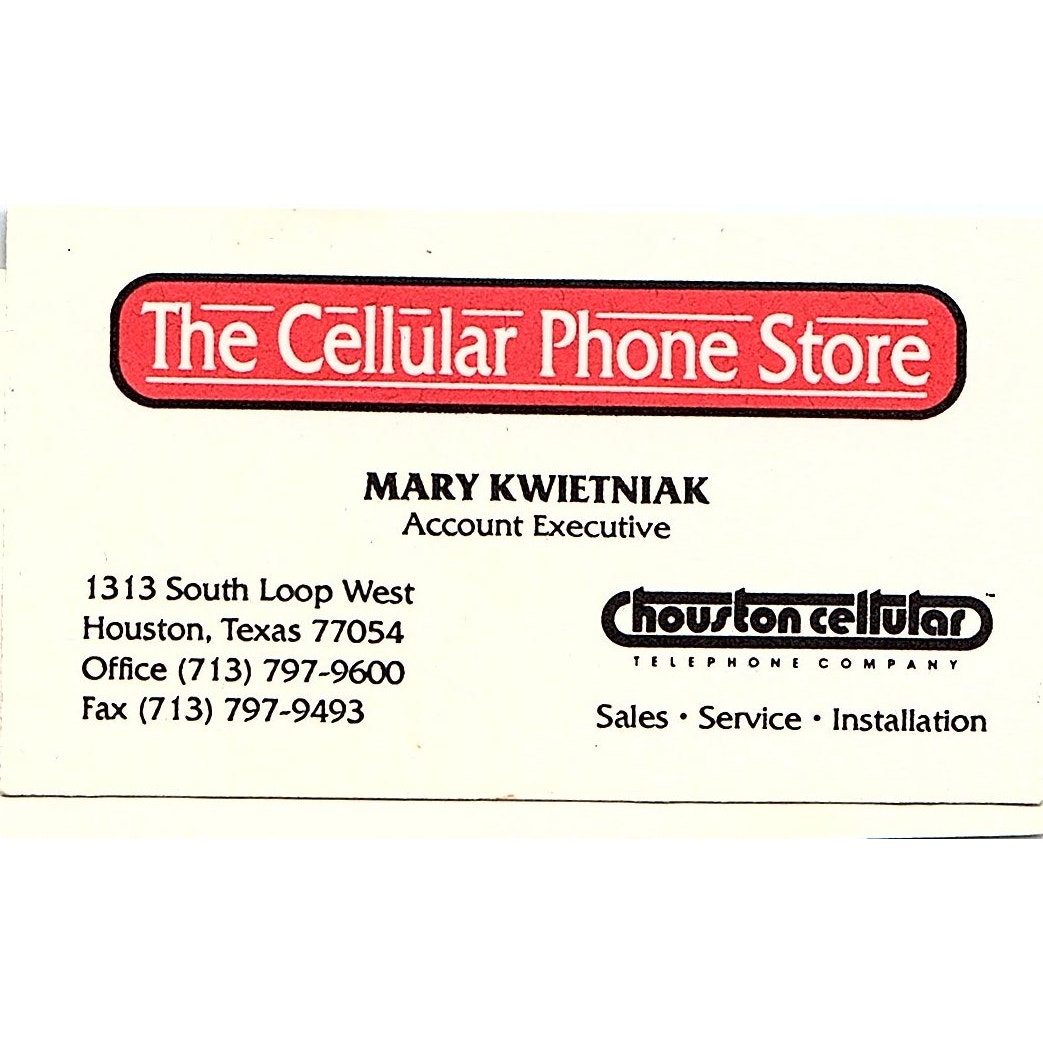 The Cellular Phone Store
MARY KWIETNIAK
Account Executive
1313 South Loop West
Houston, Texas 77054
Office (713) 797-9600
Fax (713) 797-9493
houston cellular™
TELEPHONE COMPANY
Sales • Service • Installation